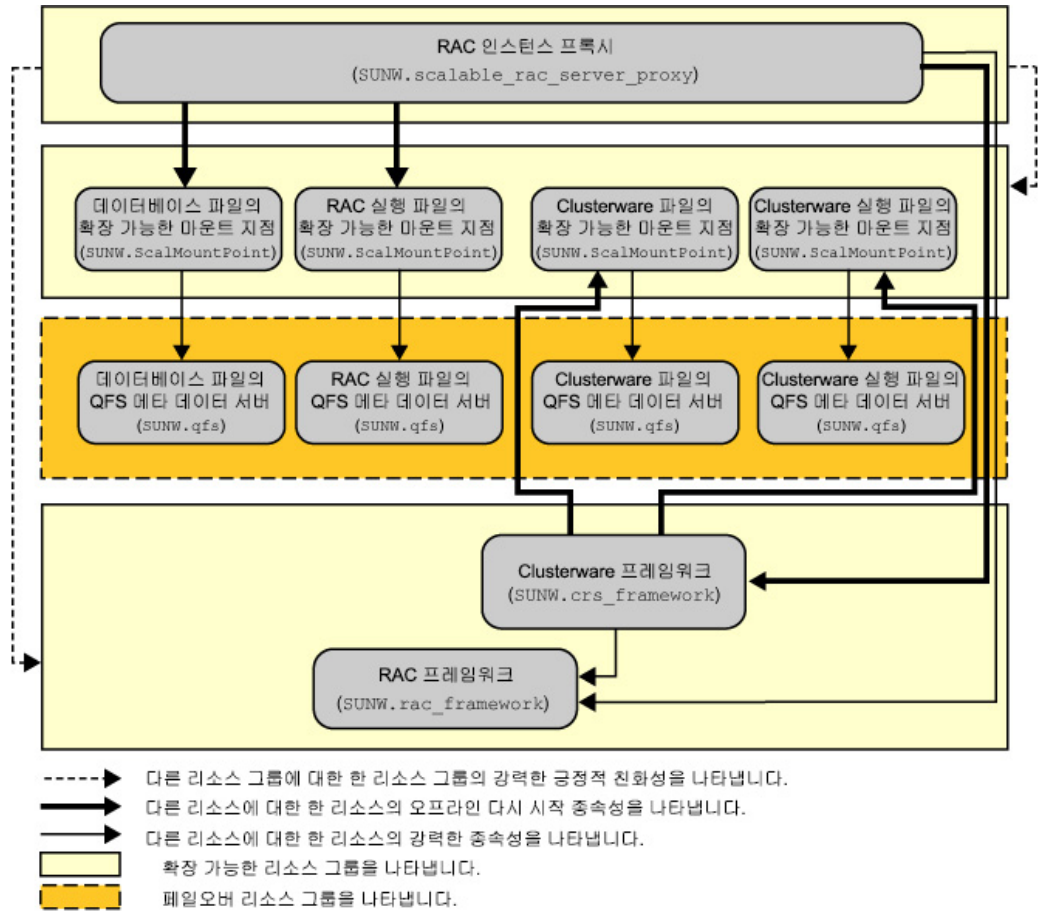 RAC 인스턴스 프록시
(SUNW.scalable_rac_server_proxy)
데이터베이스 파일의
확장 가능한 마운트 지점
(SUNW.ScalMountPoint)
RAC 실행 파일의
확장 가능한 마운트 지점
(SUNW.ScalMountPoint)
Clusterware 파일의
확장 가능한 마운트 지점
(SUNW.ScalMountPoint)
Clusterware 실행 파일의
확장 가능한 마운트 지점
(SUNW.ScalMountPoint)
데이터베이스 파일의
QFS 메타 데이터 서버
(SUNW.qfs)
RAC 실행 파일의
QFS 메타 데이터 서버
(SUNW.qfs)
Clusterware 파일의
QFS 메타 데이터 서버
(SUNW.qfs)
Clusterware 실행 파일의
QFS 메타 데이터 서버
(SUNW.qfs)
Clusterware 프레임워크
(SUNW.crs_framework)
RAC 프레임워크
(SUNW.rac_framework)
다른 리소스 그룹에 대한 한 리소스 그룹의 강력한 긍정적 친화성을 나타냅니다.
다른 리소스에 대한 한 리소스의 오프라인 다시 시작 종속성을 나타냅니다.
다른 리소스에 대한 한 리소스의 강력한 종속성을 나타냅니다.
확장 가능한 리소스 그룹을 나타냅니다.
페일오버 리소스 그룹을 나타냅니다.